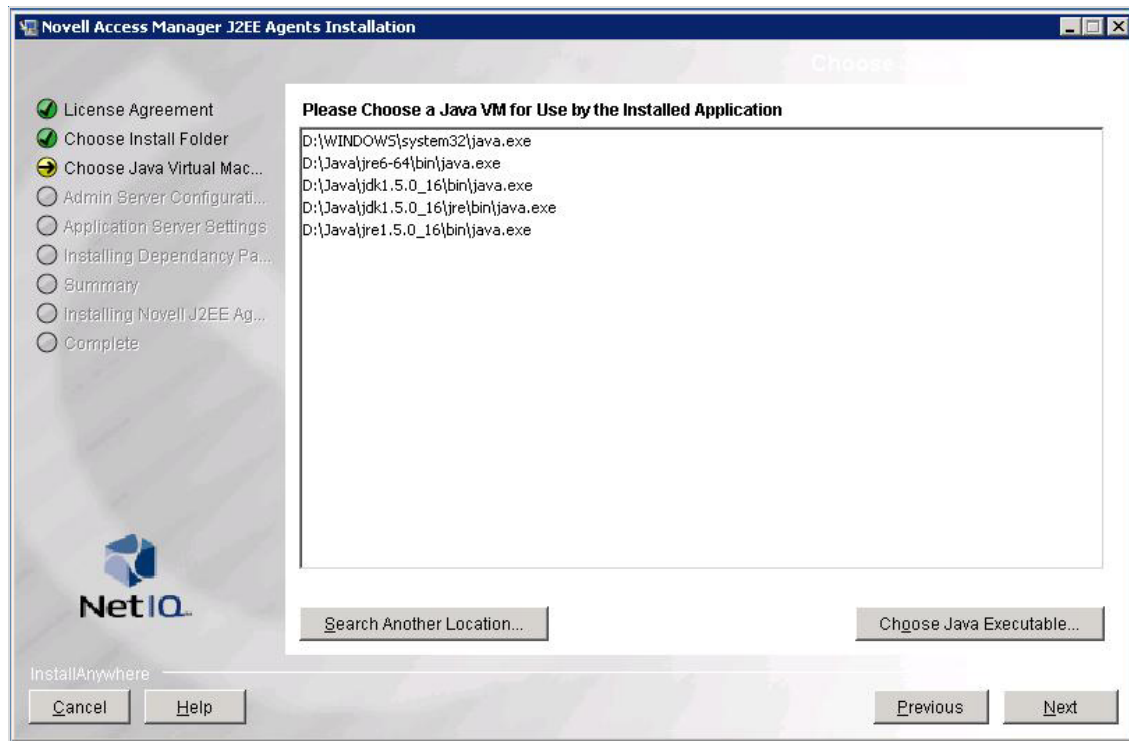 Novell Access Manager J2EE Agents Installation
Choose
License Agreement
Choose Install Folder
Choose Java Virtual Mac...
Admin Server Configurati...
Application Server Settings
Installing Dependancy Pa...
Summary
Installing Novell J2EE Ag...
Complete
Please Choose a Java VM for Use by the Installed Application
D:\WINDOWS\system32\java.exe
D:\Java\jre6-64\bin\java.exe
D:\Java\jdk1.5.0_16\bin\java.exe
D:\Java\jdk1.5.0_16\jre\bin\java.exe
D:\Java\jre1.5.0_16\bin\java.exe
NetIQ
Search Another Location...
Choose Java Executable...
InstallAnywhere
Cancel
Help
Previous
Next